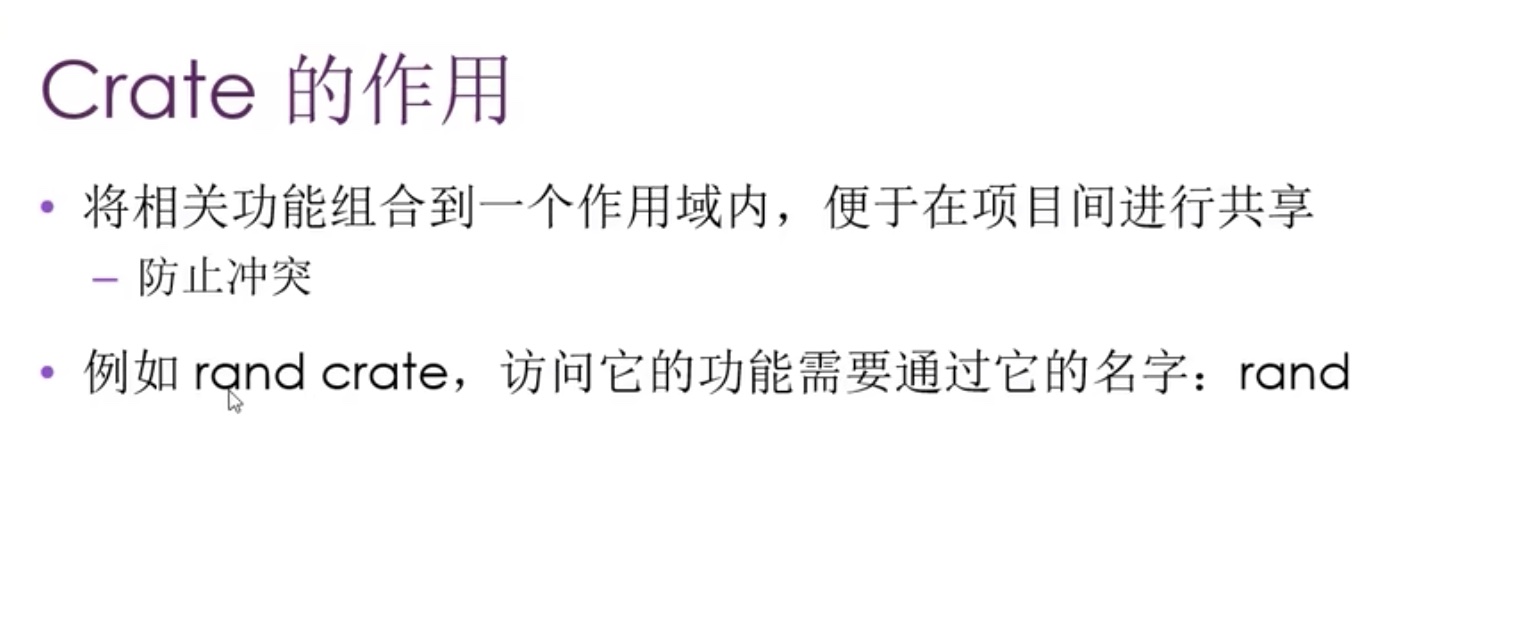 Crate 的作用
• 将相关功能组合到一个作用域内，便于在项目间进行共享
– 防止冲突
• 例如 rand crate，访问它的功能需要通过它的名字：rand